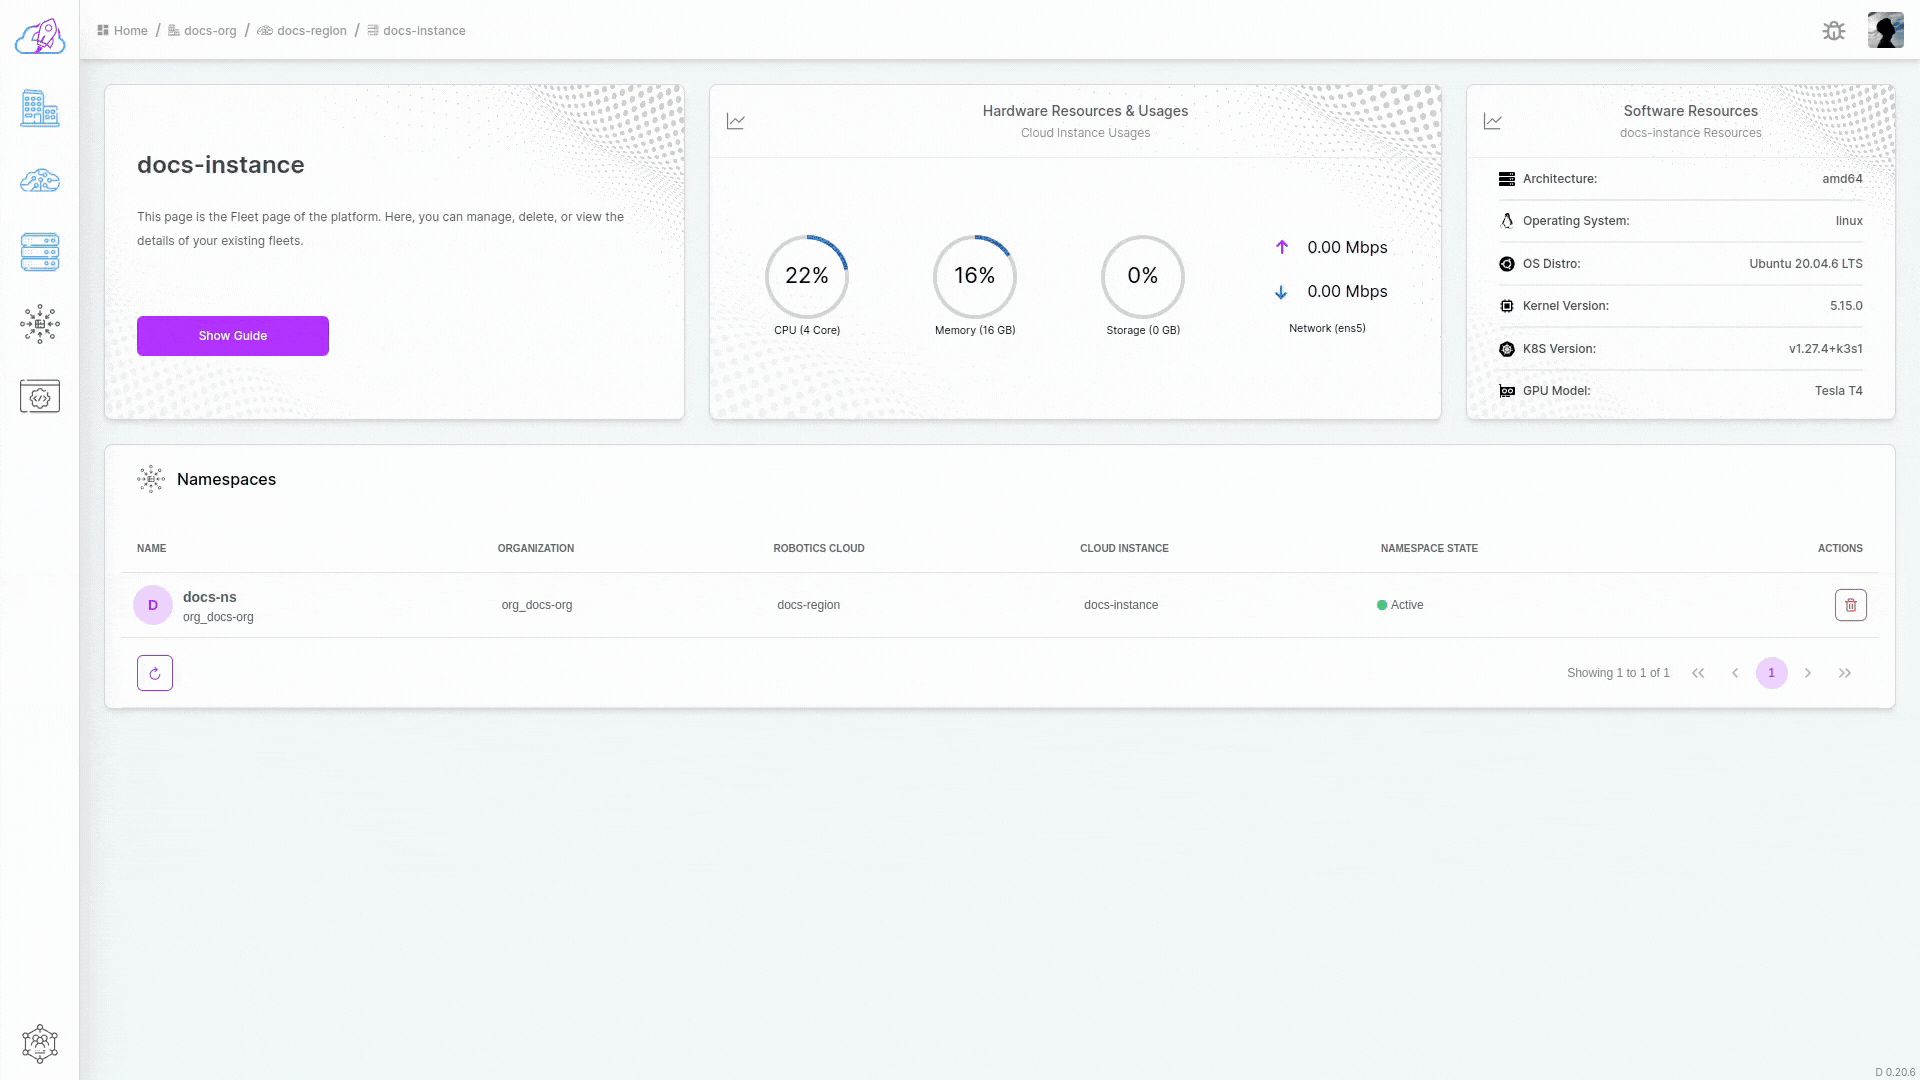 Home / docs-org / docs-region / docs-instance
docs-instance
This page is the Fleet page of the platform. Here, you can manage, delete, or view the
details of your existing fleets.
Show Guide
Hardware Resources & Usages
Cloud Instance Usages
22%
CPU (4 Core)
16%
Memory (16 GB)
0%
Storage (0 GB)
0.00 Mbps
0.00 Mbps
Network (ens5)
Software Resources
docs-instance Resources
Architecture: amd64
Operating System: linux
OS Distro: Ubuntu 20.04.6 LTS
Kernel Version: 5.15.0
K8S Version: v1.27.4+k3s1
GPU Model: Tesla T4
Namespaces
NAME ORGANIZATION ROBOTICS CLOUD CLOUD INSTANCE NAMESPACE STATE ACTIONS
D docs-ns org_docs-org docs-region docs-instance Active
org_docs-org
Showing 1 to 1 of 1 1
D 0.20.6